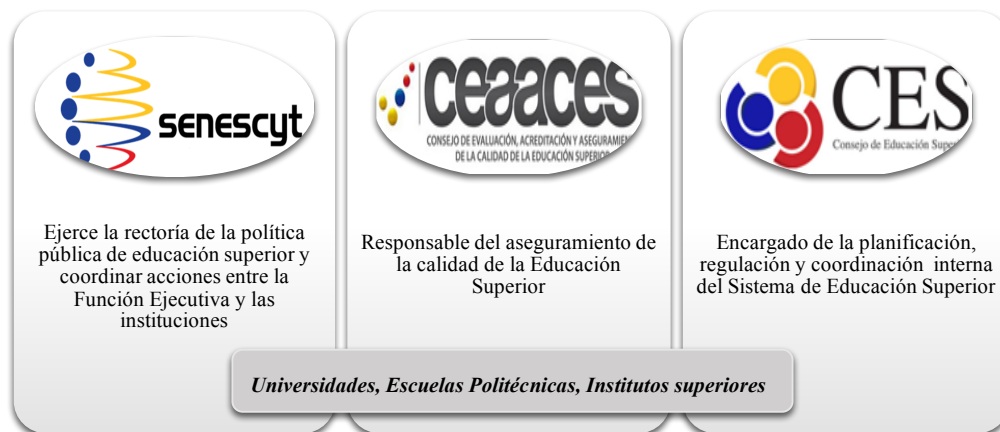 senescyt
Ejerce la rectoría de la política
pública de educación superior y
coordinar acciones entre la
Función Ejecutiva y las
instituciones
ceaaces
CONSEJO DE EVALUACIÓN, ACREDITACIÓN Y ASEGURAMIE
DE LA CALIDAD DE LA EDUCACIÓN SUPERIOR
Responsable del aseguramiento de
la calidad de la Educación
Superior
CES
Consejo de Educación Supe
Encargado de la planificación,
regulación y coordinación interna
del Sistema de Educación Superior
Universidades, Escuelas Politécnicas, Institutos superiores